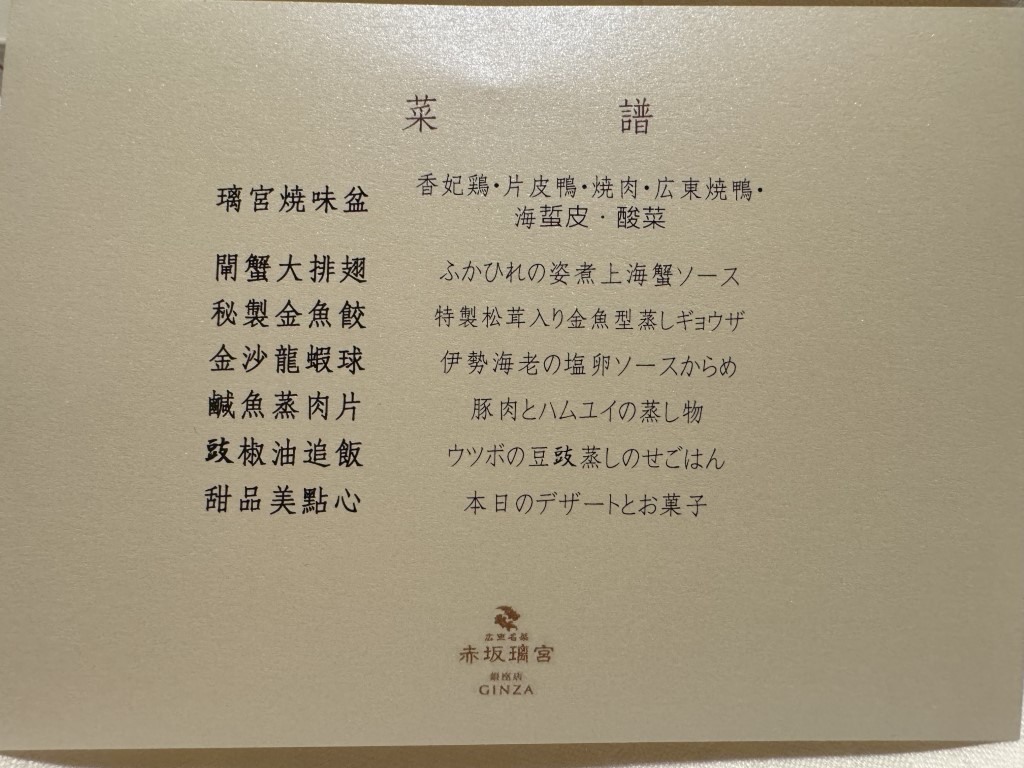 菜 譜
璃宮焼味盆 香妃鶏・片皮鴨・焼肉・広東焼鴨・
海蜇皮・酸菜
閘蟹大排翅 ふかひれの姿煮上海蟹ソース
秘製金魚餃 特製松茸入り金魚型蒸しギョウザ
金沙龍蝦球 伊勢海老の塩卵ソースからめ
鹹魚蒸肉片 豚肉とハムユイの蒸し物
豉椒油追飯 ウツボの豆豉蒸しのせごはん
甜品美點心 本日のデザートとお菓子
広東名菜
赤坂璃宮
銀座店
GINZA